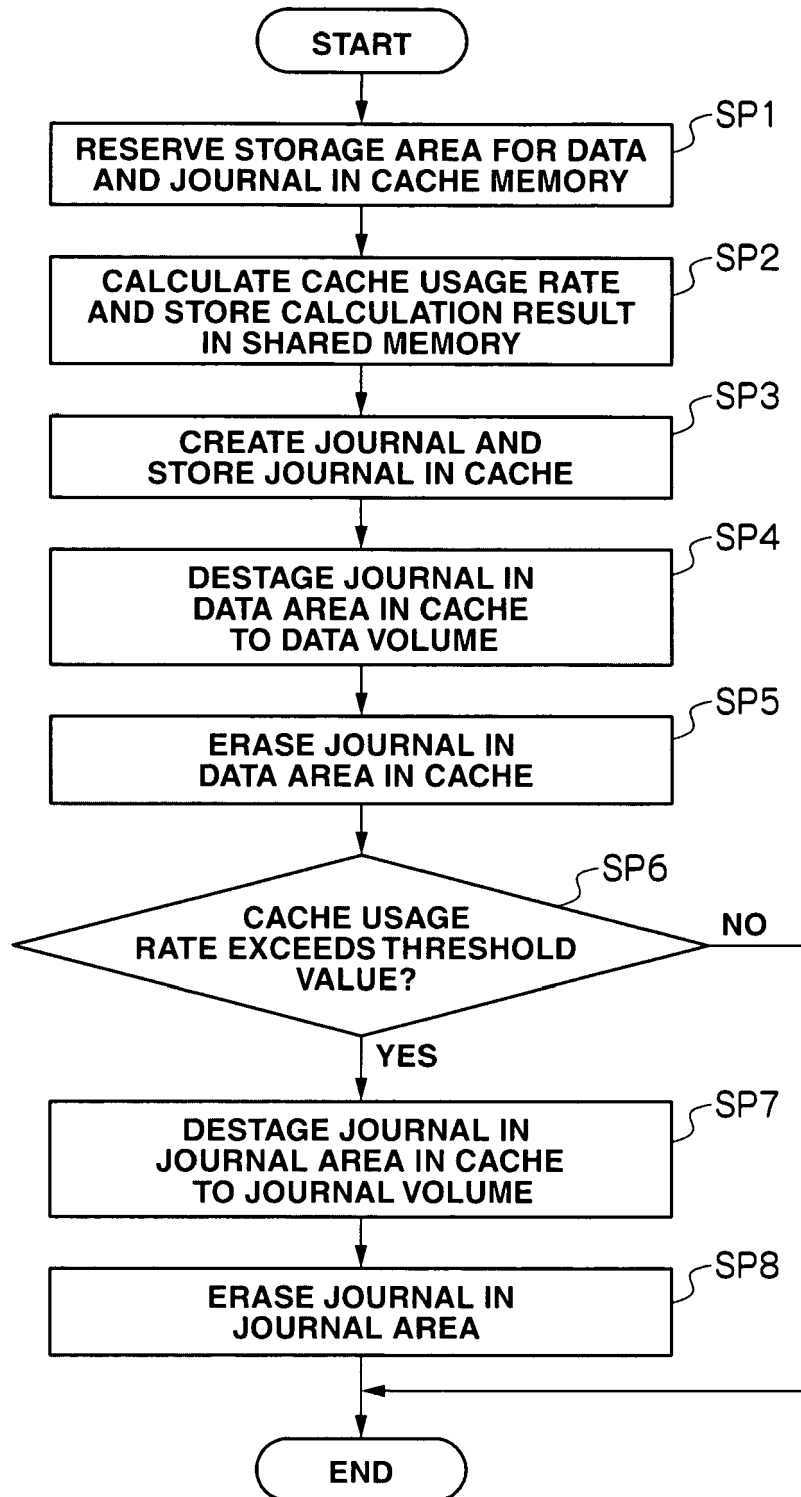 START
SP1
RESERVE STORAGE AREA FOR DATA
AND JOURNAL IN CACHE MEMORY
SP2
CALCULATE CACHE USAGE RATE
AND STORE CALCULATION RESULT
IN SHARED MEMORY
SP3
CREATE JOURNAL AND
STORE JOURNAL IN CACHE
SP4
DESTAGE JOURNAL IN
DATA AREA IN CACHE
TO DATA VOLUME
SP5
ERASE JOURNAL IN
DATA AREA IN CACHE
SP6
CACHE USAGE
RATE EXCEEDS THRESHOLD
VALUE?
NO
YES
SP7
DESTAGE JOURNAL IN
JOURNAL AREA IN CACHE
TO JOURNAL VOLUME
SP8
ERASE JOURNAL IN
JOURNAL AREA
END